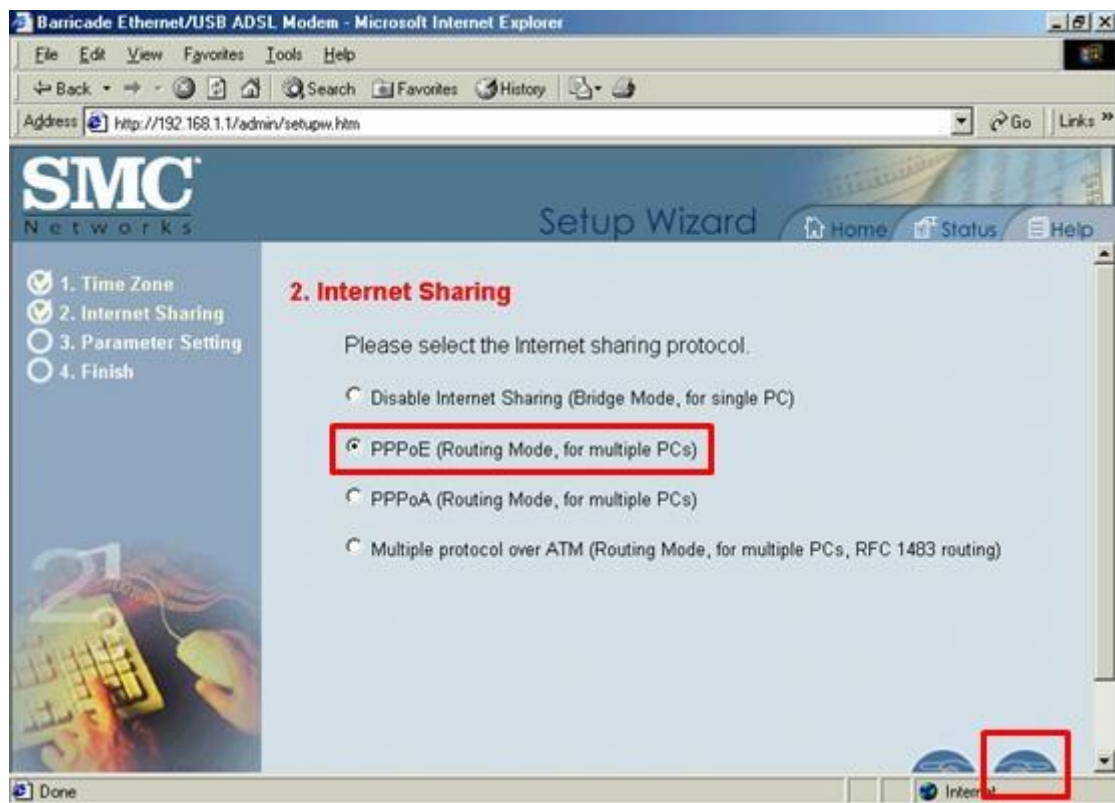 Barricade Ethernet/USB ADSL Modem - Microsoft Internet Explorer
File Edit View Favorites Tools Help
Back Search Favorites History
Address http://192.168.1.1/admin/setupw.htm Go Links »
SMC
Networks
Setup Wizard Home Status Help
1. Time Zone
2. Internet Sharing
3. Parameter Setting
4. Finish
2. Internet Sharing
Please select the Internet sharing protocol.
Disable Internet Sharing (Bridge Mode, for single PC)
PPPoE (Routing Mode, for multiple PCs)
PPPoA (Routing Mode, for multiple PCs)
Multiple protocol over ATM (Routing Mode, for multiple PCs, RFC 1483 routing)
2.
Done Internet